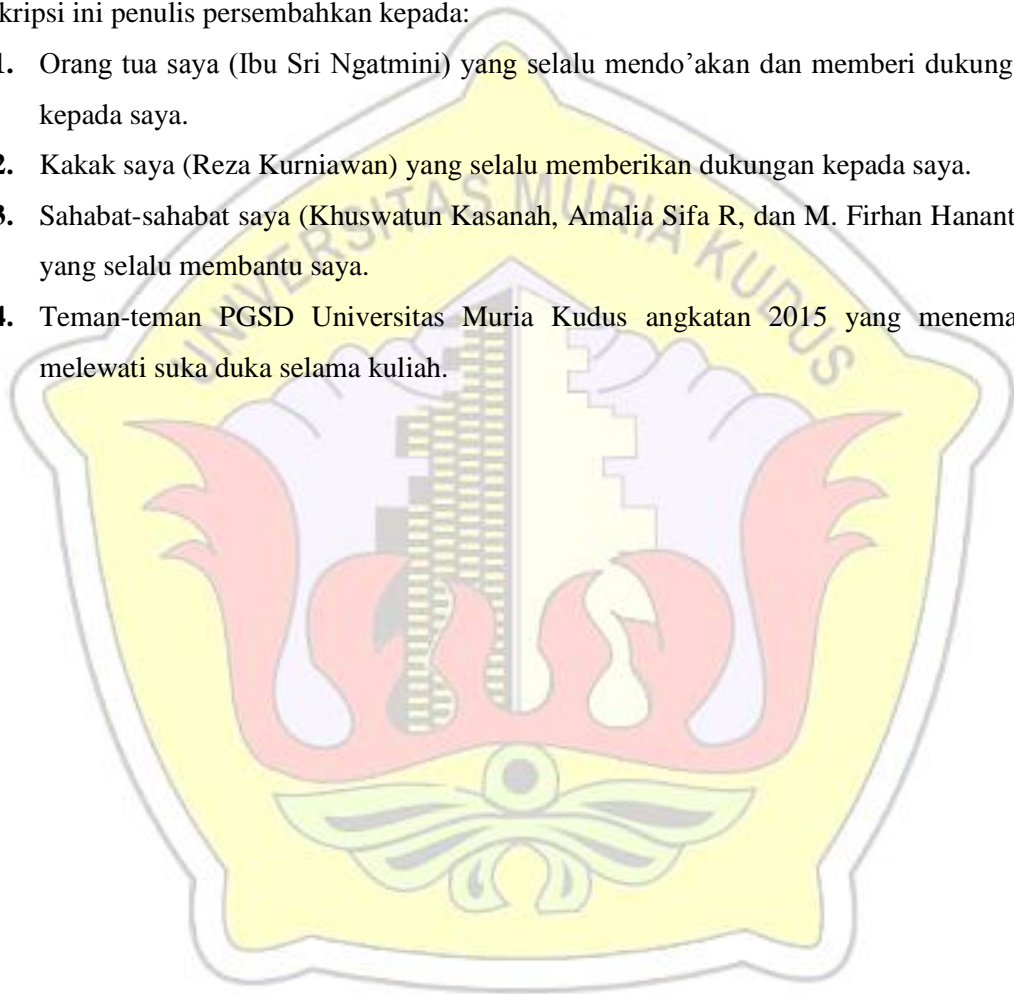 kripsi ini penulis persembahkan kepada:
1. Orang tua saya (Ibu Sri Ngatmini) yang selalu mendo’akan dan memberi dukung
kepada saya.
2. Kakak saya (Reza Kurniawan) yang selalu memberikan dukungan kepada saya.
3. Sahabat-sahabat saya (Khuswatun Kasanah, Amalia Sifa R, dan M. Firhan Hanant
yang selalu membantu saya.
4. Teman-teman PGSD Universitas Muria Kudus angkatan 2015 yang menema
melewati suka duka selama kuliah.
UNIVERSITAS MURIA KUDUS